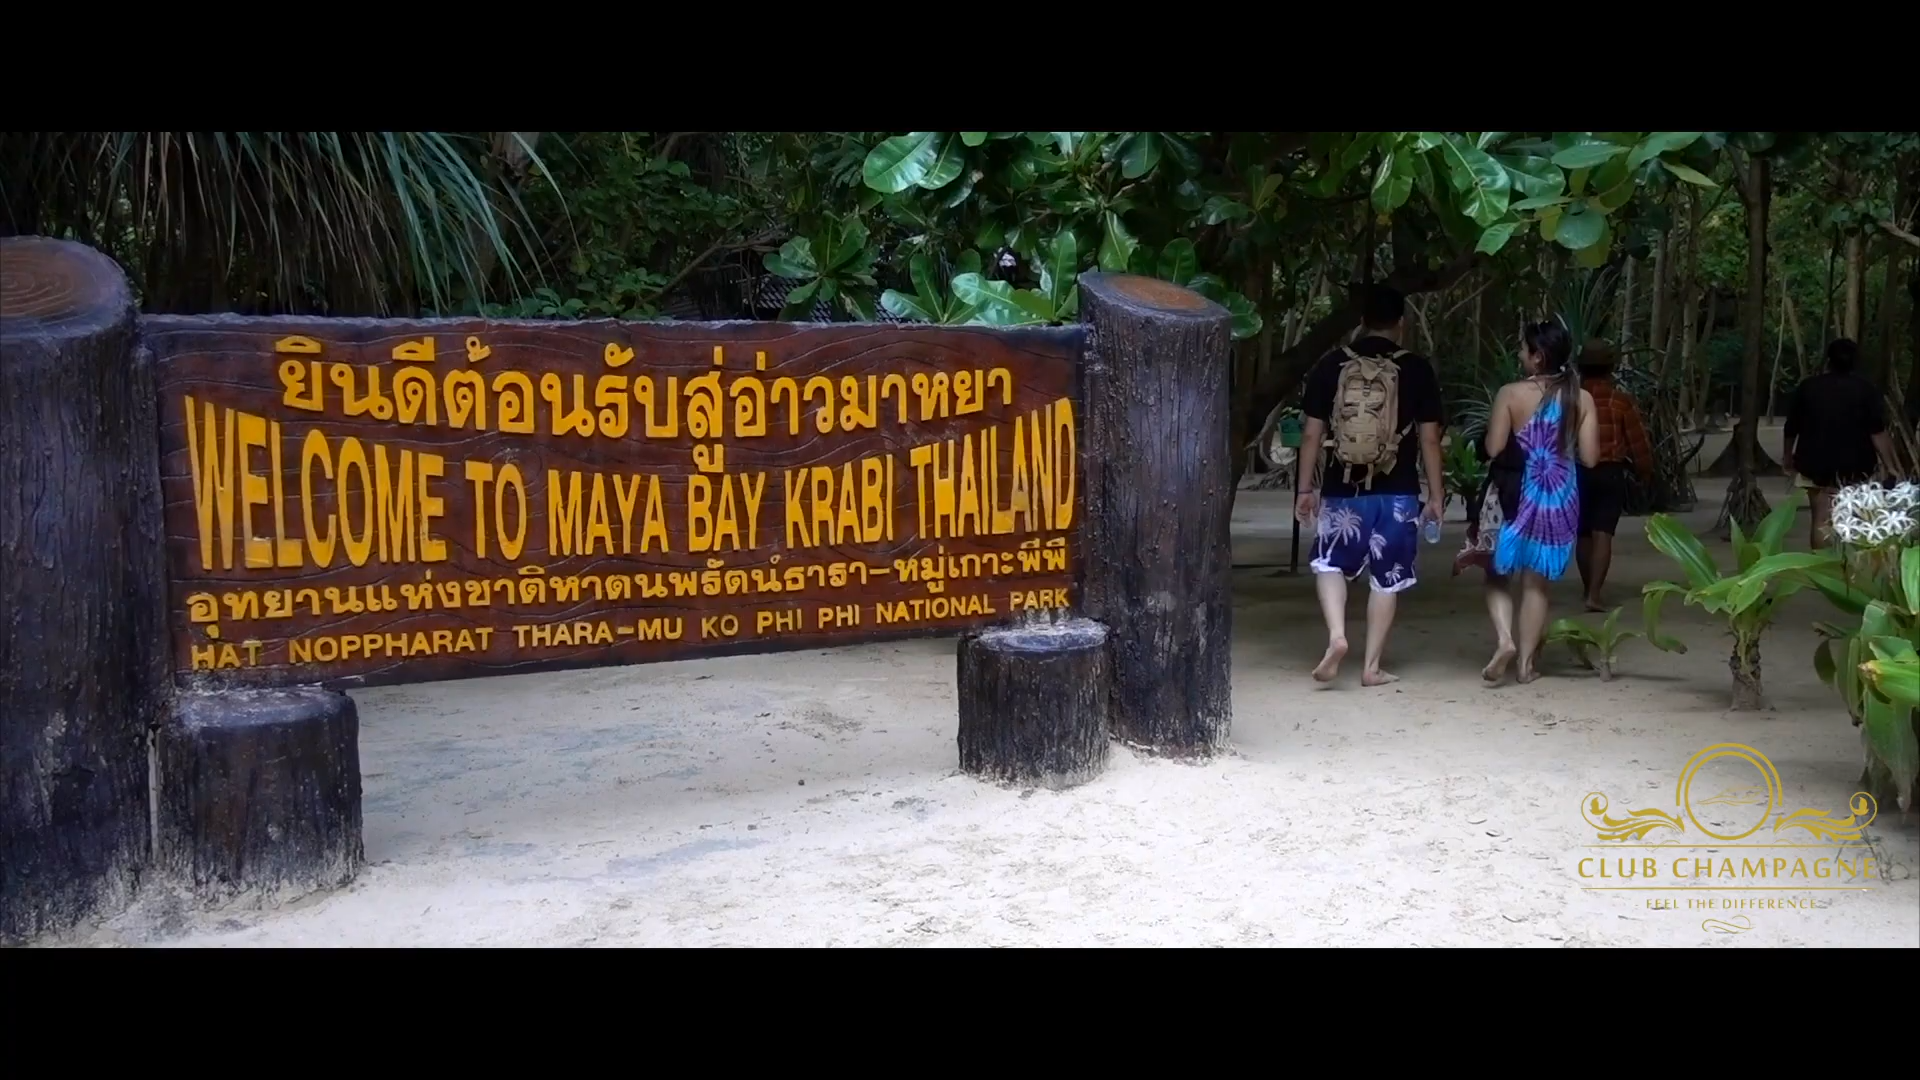 ยินดีต้อนรับสู่อ่าวมาหยา
WELCOME TO MAYA BAY KRABI THAILAND
อุทยานแห่งชาติหาดนพรัตน์ธารา-หมู่เกาะพีพี
HAT NOPPHARAT THARA-MU KO PHI PHI NATIONAL PARK
CLUB CHAMPAGNE
FEEL THE DIFFERENCE